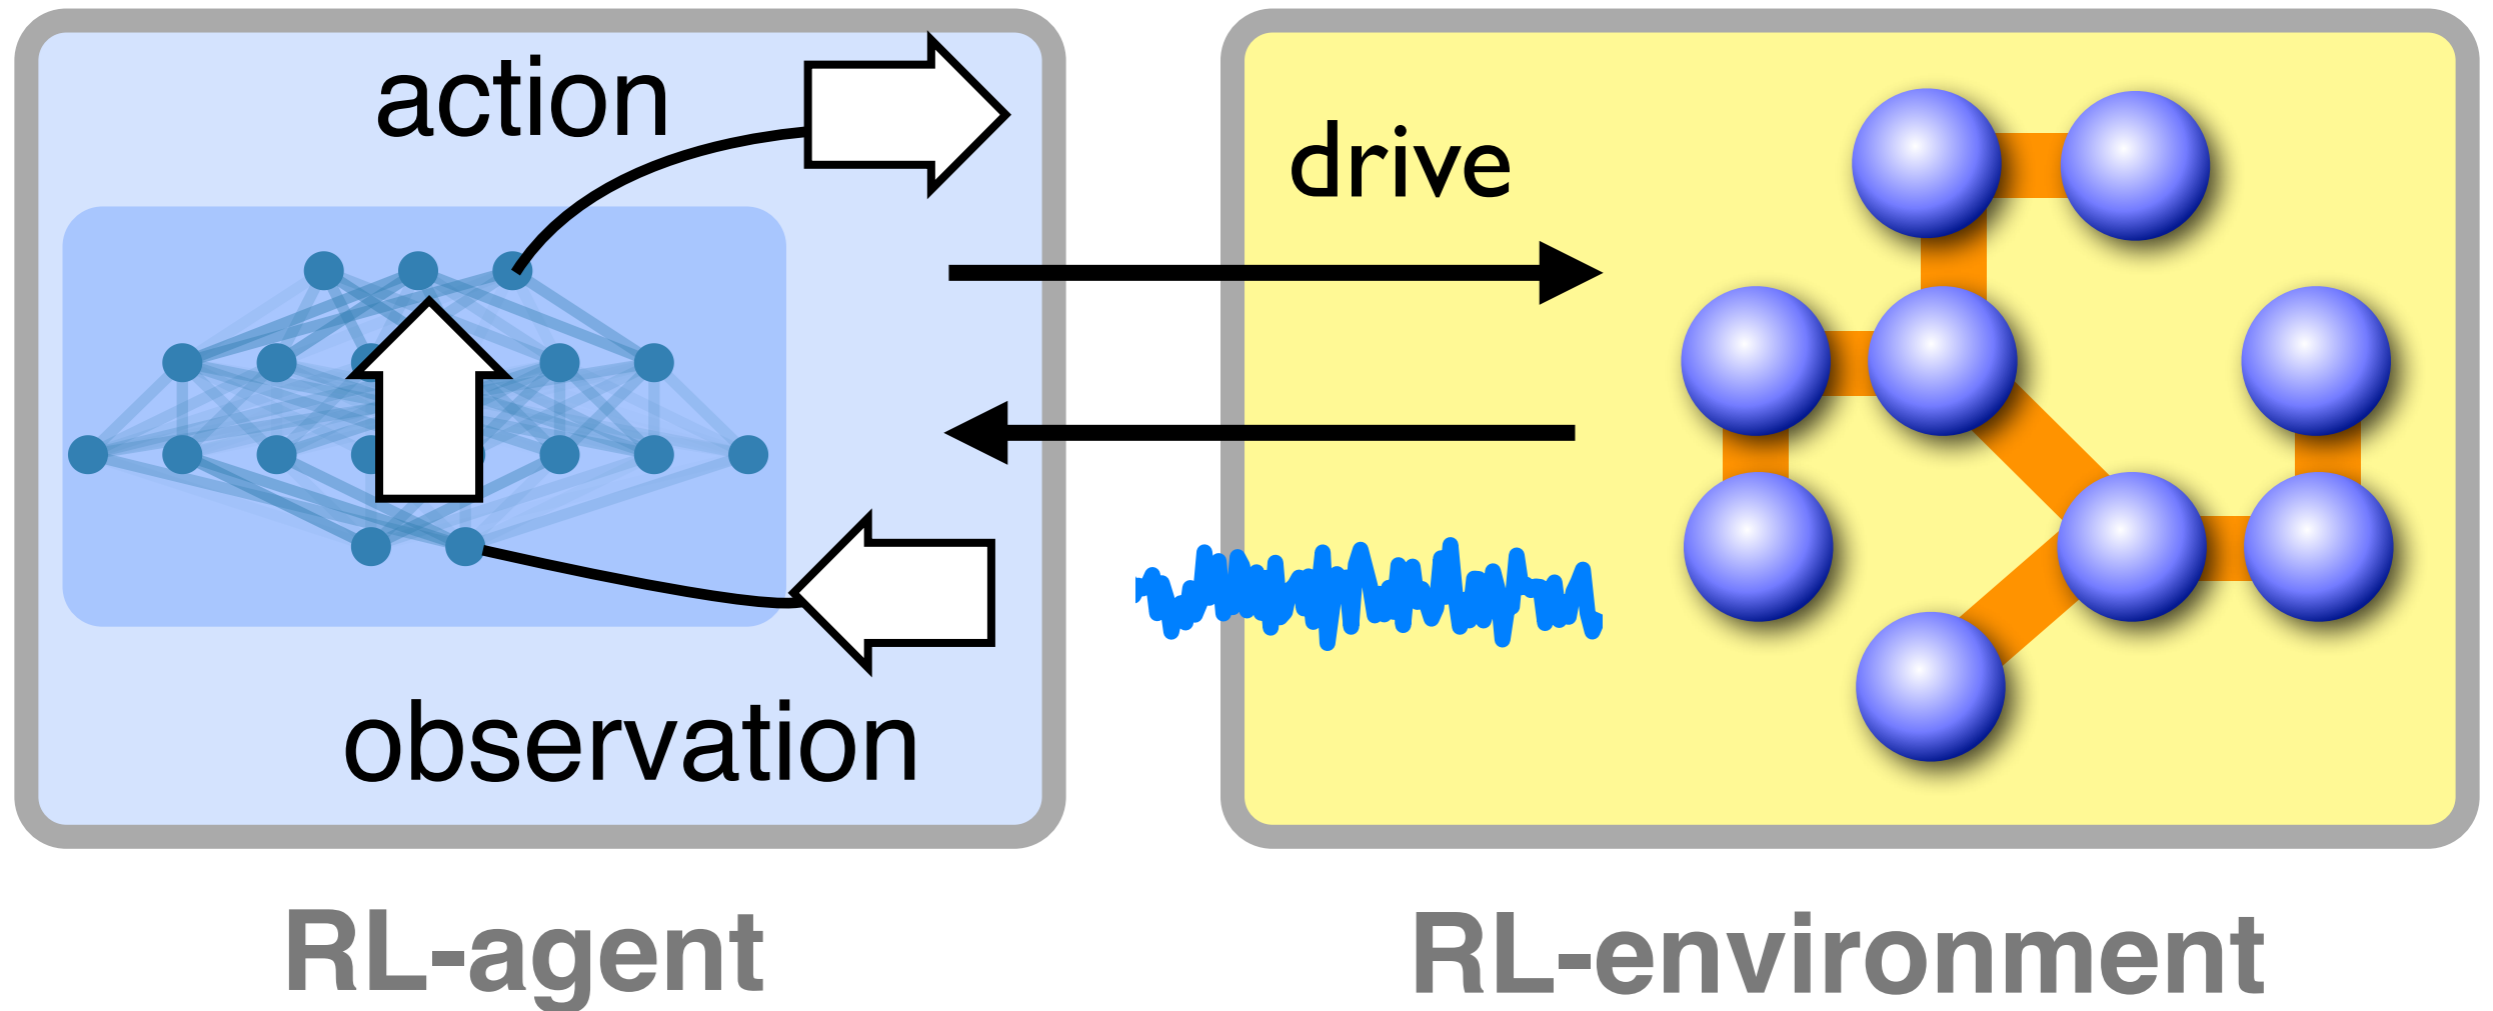 action
drive
observation
RL-agent
RL-environment